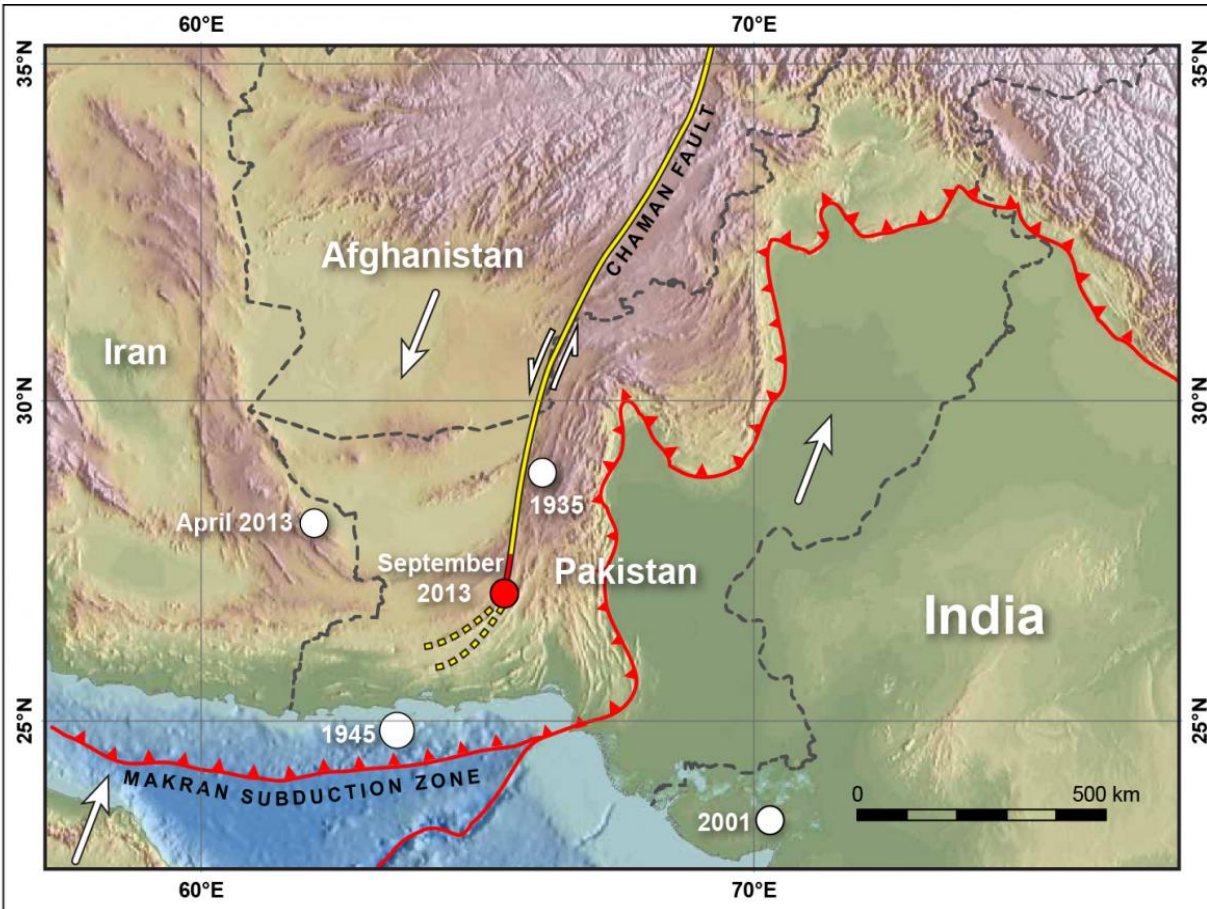 60°E
70°E
35°N
35°N
CHAMAN FAULT
Afghanistan
Iran
30°N
30°N
1935
April 2013
September
2013
Pakistan
India
25°N
25°N
1945
MAKRAN SUBDUCTION ZONE
0
500 km
2001
60°E
70°E